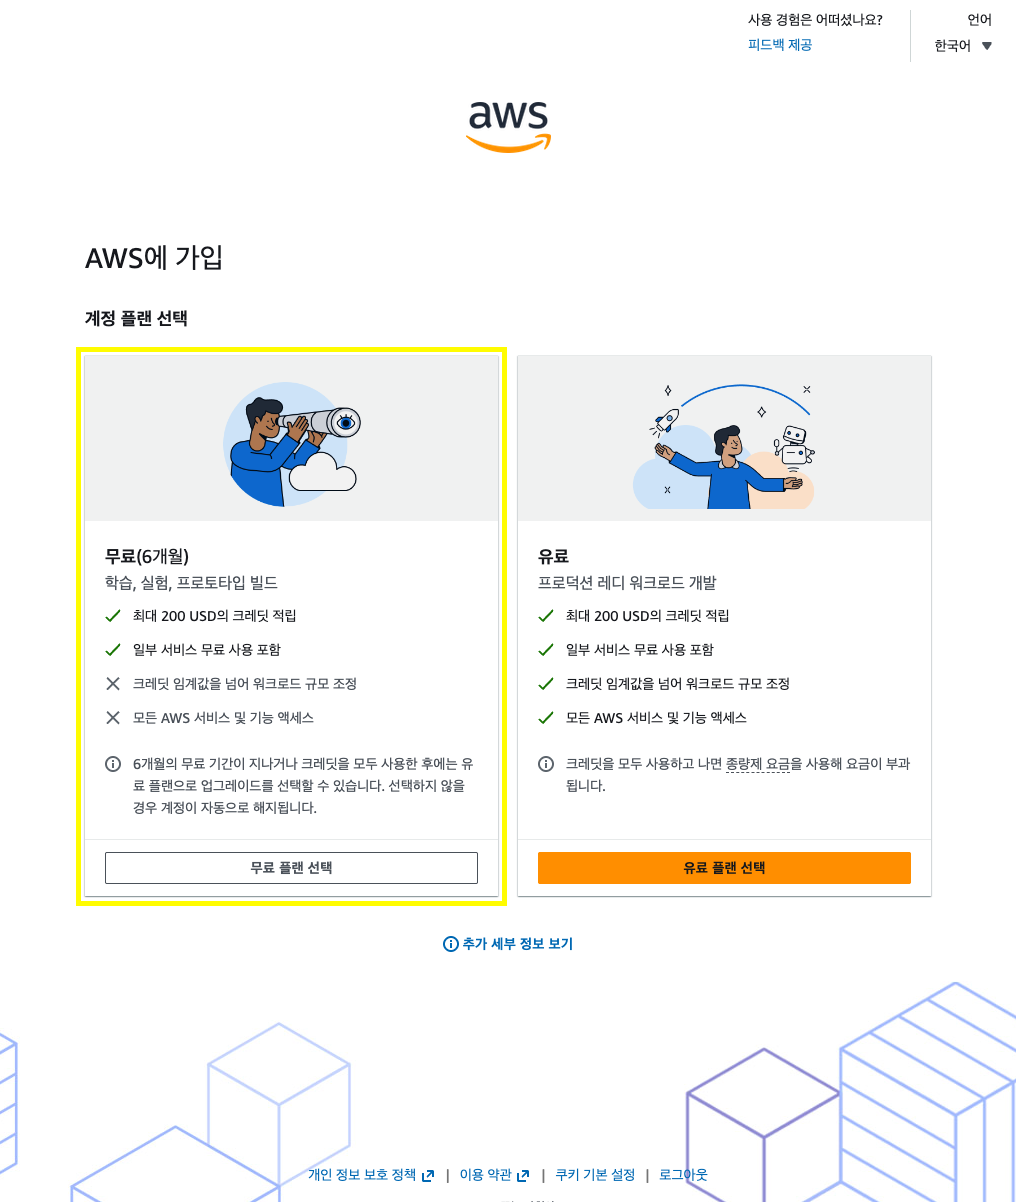 사용 경험은 어떠셨나요?
피드백 제공
언어
한국어
aws
AWS에 가입
계정 플랜 선택
무료(6개월)
학습, 실험, 프로토타입 빌드
최대 200 USD의 크레딧 적립
일부 서비스 무료 사용 포함
크레딧 임계값을 넘어 워크로드 규모 조정
모든 AWS 서비스 및 기능 액세스
6개월의 무료 기간이 지나거나 크레딧을 모두 사용한 후에는 유
료 플랜으로 업그레이드를 선택할 수 있습니다. 선택하지 않을
경우 계정이 자동으로 해지됩니다.
무료 플랜 선택
유료
프로덕션 레디 워크로드 개발
최대 200 USD의 크레딧 적립
일부 서비스 무료 사용 포함
크레딧 임계값을 넘어 워크로드 규모 조정
모든 AWS 서비스 및 기능 액세스
크레딧을 모두 사용하고 나면 종량제 요금을 사용해 요금이 부과
됩니다.
유료 플랜 선택
추가 세부 정보 보기
개인 정보 보호 정책 | 이용 약관 | 쿠키 기본 설정 | 로그아웃